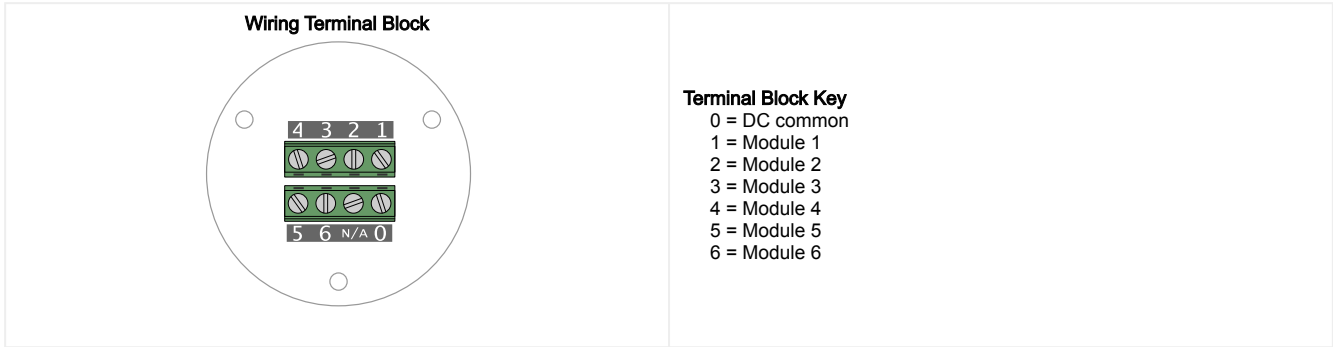 Wiring Terminal Block
4 3 2 1
5 6 N/A 0
Terminal Block Key
0 = DC common
1 = Module 1
2 = Module 2
3 = Module 3
4 = Module 4
5 = Module 5
6 = Module 6